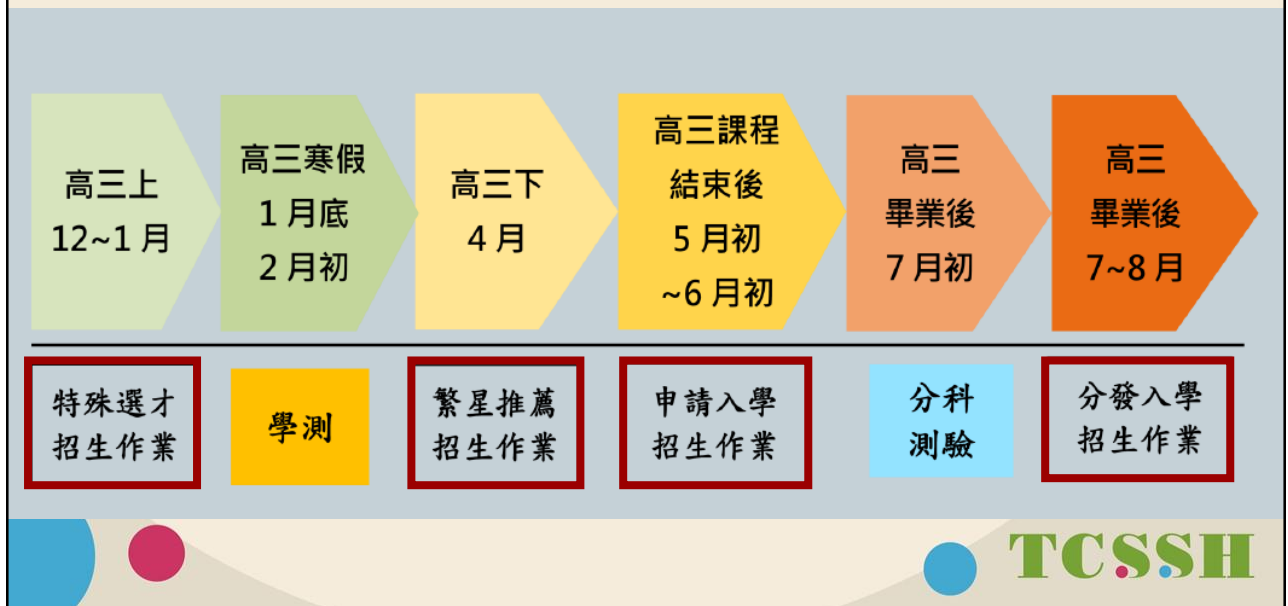 高三上
12~1 月
高三寒假
1 月底
2 月初
高三下
4 月
高三課程
結束後
5 月初
~6 月初
高三
畢業後
7 月初
高三
畢業後
7~8 月
特殊選才
招生作業
學測
繁星推薦
招生作業
申請入學
招生作業
分科
測驗
分發入學
招生作業
TCSSH